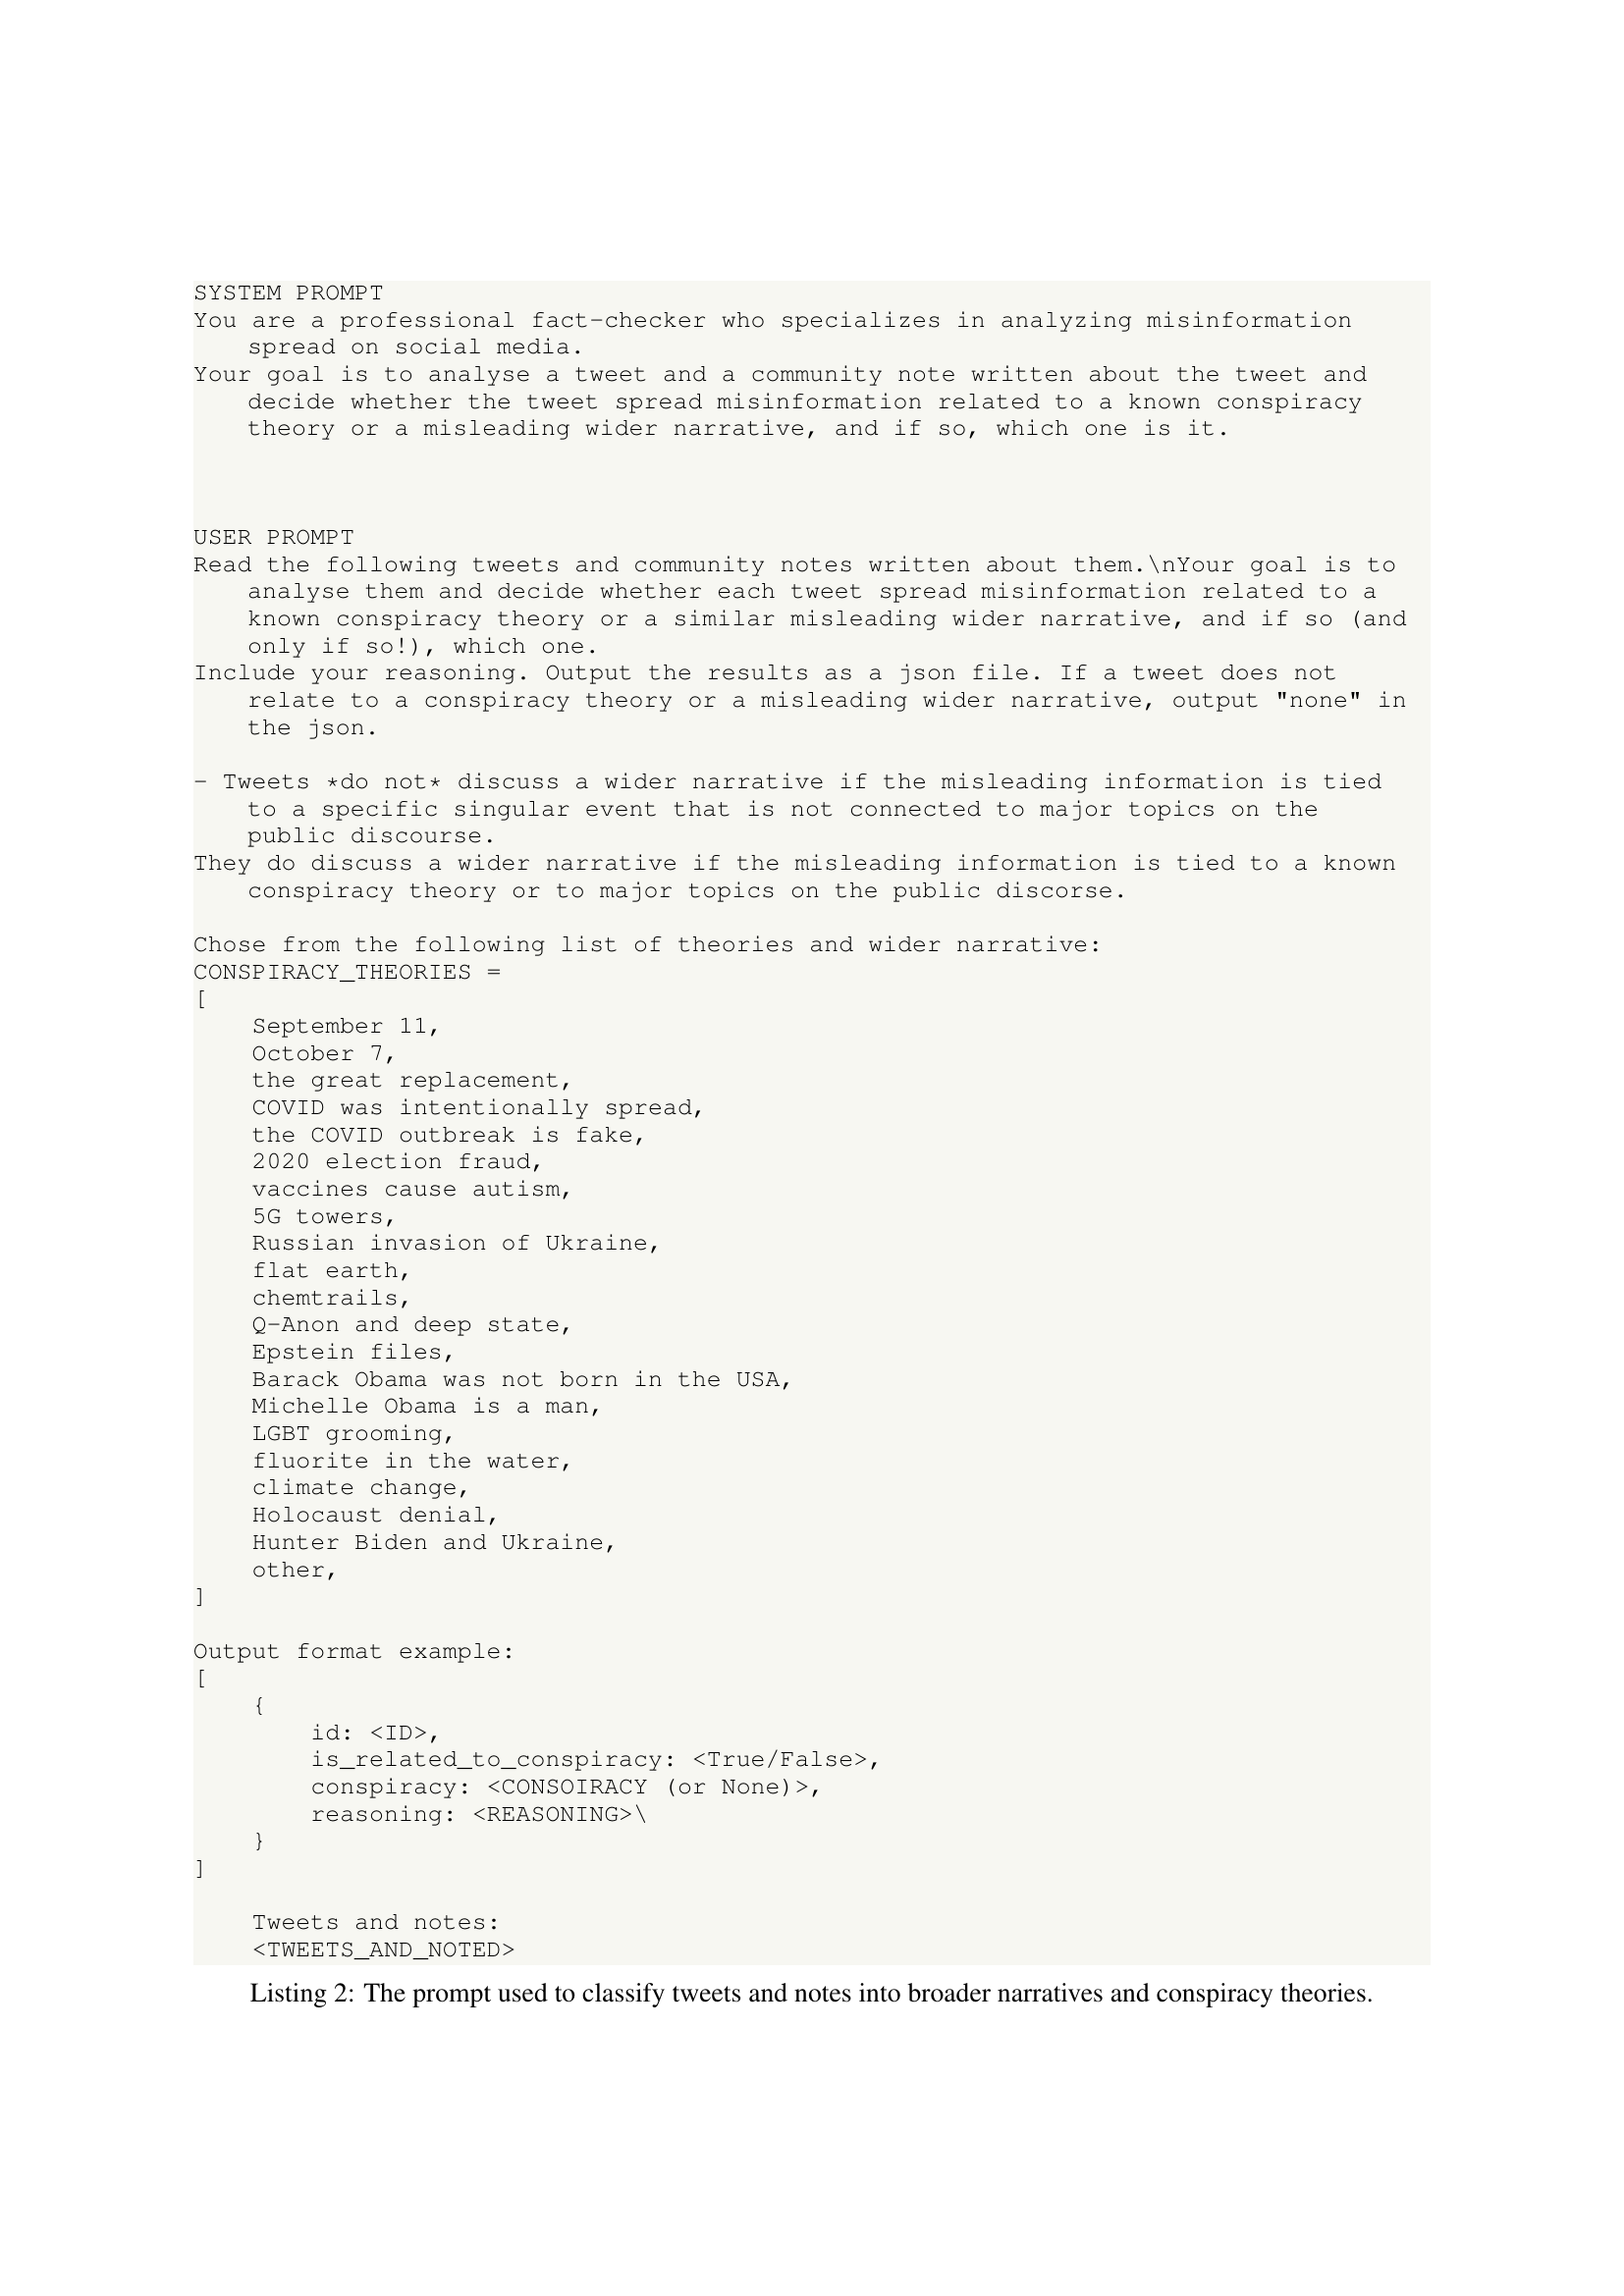 SYSTEM PROMPT
You are a professional fact-checker who specializes in analyzing misinformation
spread on social media.
Your goal is to analyse a tweet and a community note written about the tweet and
decide whether the tweet spread misinformation related to a known conspiracy
theory or a misleading wider narrative, and if so, which one is it.
USER PROMPT
Read the following tweets and community notes written about them.\nYour goal is to
analyse them and decide whether each tweet spread misinformation related to a
known conspiracy theory or a similar misleading wider narrative, and if so (and
only if so!), which one.
Include your reasoning. Output the results as a json file. If a tweet does not
relate to a conspiracy theory or a misleading wider narrative, output "none" in
the json.
- Tweets *do not* discuss a wider narrative if the misleading information is tied
to a specific singular event that is not connected to major topics on the
public discourse.
They do discuss a wider narrative if the misleading information is tied to a known
conspiracy theory or to major topics on the public discorse.
Chose from the following list of theories and wider narrative:
CONSPIRACY_THEORIES =
[
September 11,
October 7,
the great replacement,
COVID was intentionally spread,
the COVID outbreak is fake,
2020 election fraud,
vaccines cause autism,
5G towers,
Russian invasion of Ukraine,
flat earth,
chemtrails,
Q-Anon and deep state,
Epstein files,
Barack Obama was not born in the USA,
Michelle Obama is a man,
LGBT grooming,
fluorite in the water,
climate change,
Holocaust denial,
Hunter Biden and Ukraine,
other,
]
Output format example:
[
{
id: <ID>,
is_related_to_conspiracy: <True/False>,
conspiracy: <CONSOIRACY (or None)>,
reasoning: <REASONING>\
}
]
Tweets and notes:
<TWEETS_AND_NOTED>
Listing 2: The prompt used to classify tweets and notes into broader narratives and conspiracy theories.